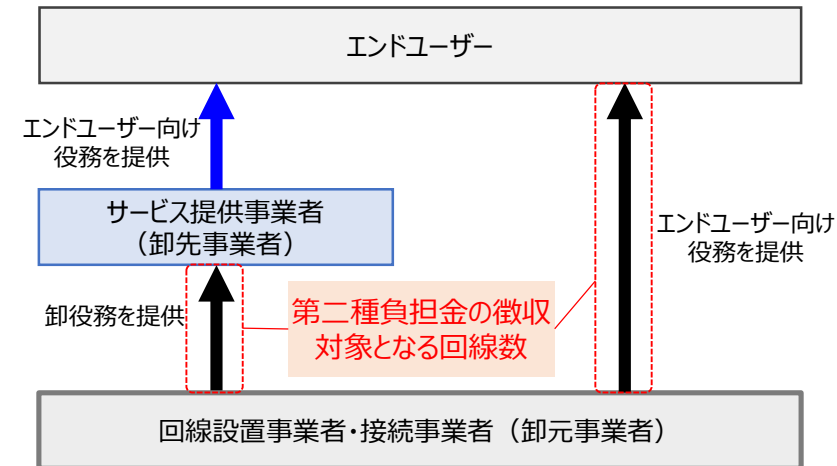 エンドユーザー
エンドユーザー向け
役務を提供
サービス提供事業者
（卸先事業者）
エンドユーザー向け
役務を提供
卸役務を提供
第二種負担金の徴収
対象となる回線数
回線設置事業者・接続事業者（卸元事業者）